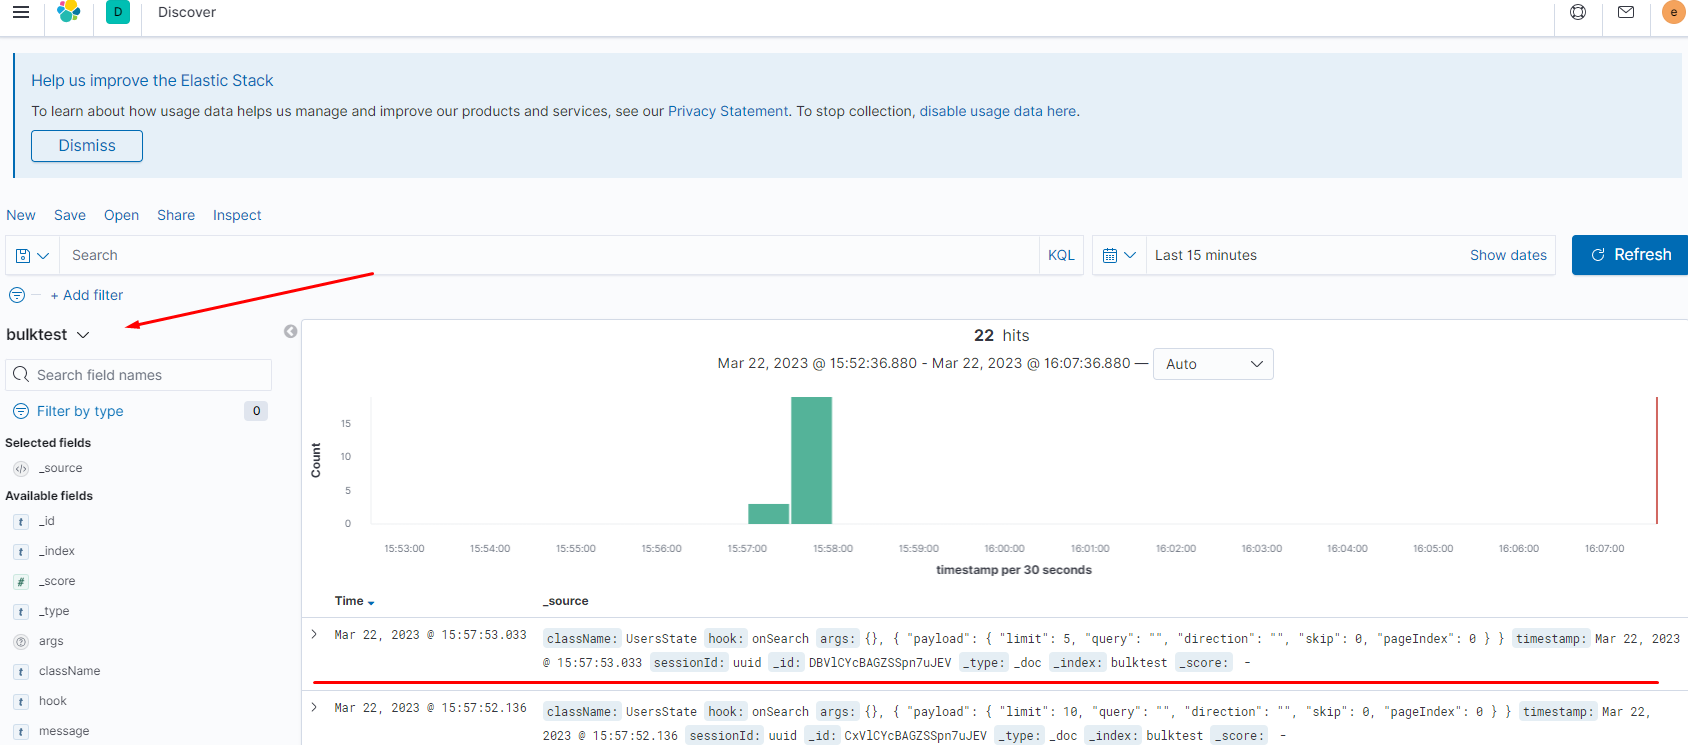 D Discover e
Help us improve the Elastic Stack
To learn about how usage data helps us manage and improve our products and services, see our Privacy Statement. To stop collection, disable usage data here.
Dismiss
New Save Open Share Inspect
Search KQL Last 15 minutes Show dates Refresh
+ Add filter
bulktest
Search field names
Filter by type 0
Selected fields
_source
Available fields
t _id
t _index
# _score
t _type
? args
t className
t hook
t message
22 hits
Mar 22, 2023 @ 15:52:36.880 - Mar 22, 2023 @ 16:07:36.880 — Auto
Count
15
10
5
0
15:53:00 15:54:00 15:55:00 15:56:00 15:57:00 15:58:00 15:59:00 16:00:00 16:01:00 16:02:00 16:03:00 16:04:00 16:05:00 16:06:00 16:07:00
timestamp per 30 seconds
Time _source
Mar 22, 2023 @ 15:57:53.033 className: UsersState hook: onSearch args: {}, { "payload": { "limit": 5, "query": "", "direction": "", "skip": 0, "pageIndex": 0 } } timestamp: Mar 22, 2023
@ 15:57:53.033 sessionId: uuid _id: DBVlCYcBAGZSSpn7uJEV _type: _doc _index: bulktest _score: -
Mar 22, 2023 @ 15:57:52.136 className: UsersState hook: onSearch args: {}, { "payload": { "limit": 10, "query": "", "direction": "", "skip": 0, "pageIndex": 0 } } timestamp: Mar 22,
2023 @ 15:57:52.136 sessionId: uuid _id: CxVlCYcBAGZSSpn7uJEV _type: _doc _index: bulktest _score: -